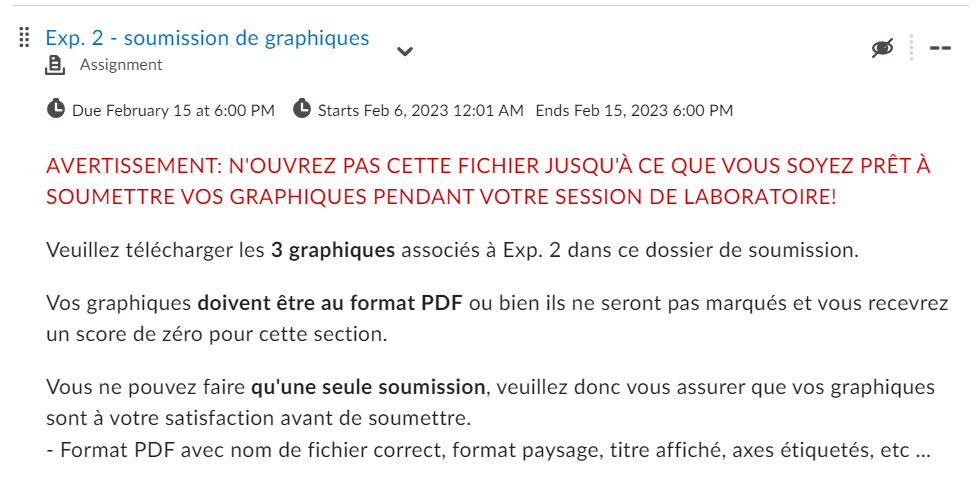 Exp. 2 - soumission de graphiques
Assignment
Due February 15 at 6:00 PM Starts Feb 6, 2023 12:01 AM Ends Feb 15, 2023 6:00 PM
AVERTISSEMENT: N'OUVREZ PAS CETTE FICHIER JUSQU'À CE QUE VOUS SOYEZ PRÊT À
SOUMETTRE VOS GRAPHIQUES PENDANT VOTRE SESSION DE LABORATOIRE!
Veuillez télécharger les 3 graphiques associés à Exp. 2 dans ce dossier de soumission.
Vos graphiques doivent être au format PDF ou bien ils ne seront pas marqués et vous recevrez
un score de zéro pour cette section.
Vous ne pouvez faire qu'une seule soumission, veuillez donc vous assurer que vos graphiques
sont à votre satisfaction avant de soumettre.
- Format PDF avec nom de fichier correct, format paysage, titre affiché, axes étiquetés, etc ...